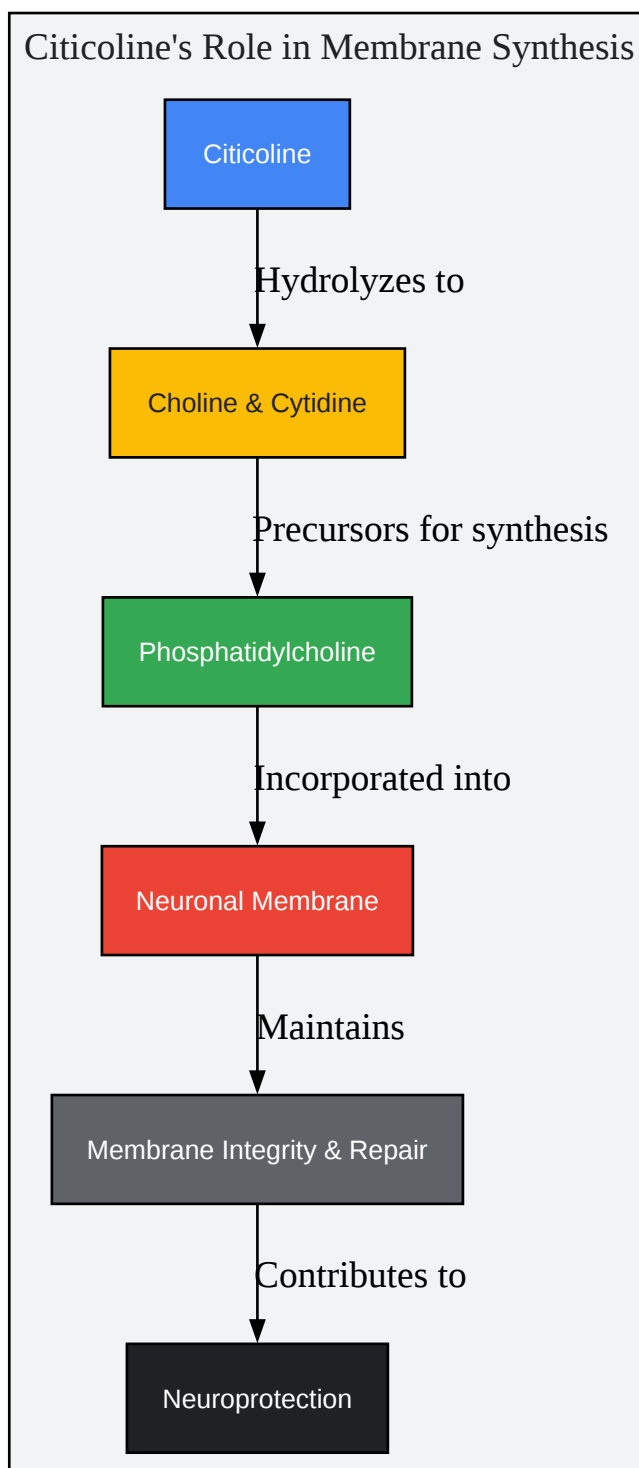 Citicoline's Role in Membrane Synthesis
Citicoline
Hydrolyzes to
Choline & Cytidine
Precursors for synthesis
Phosphatidylcholine
Incorporated into
Neuronal Membrane
Maintains
Membrane Integrity & Repair
Contributes to
Neuroprotection